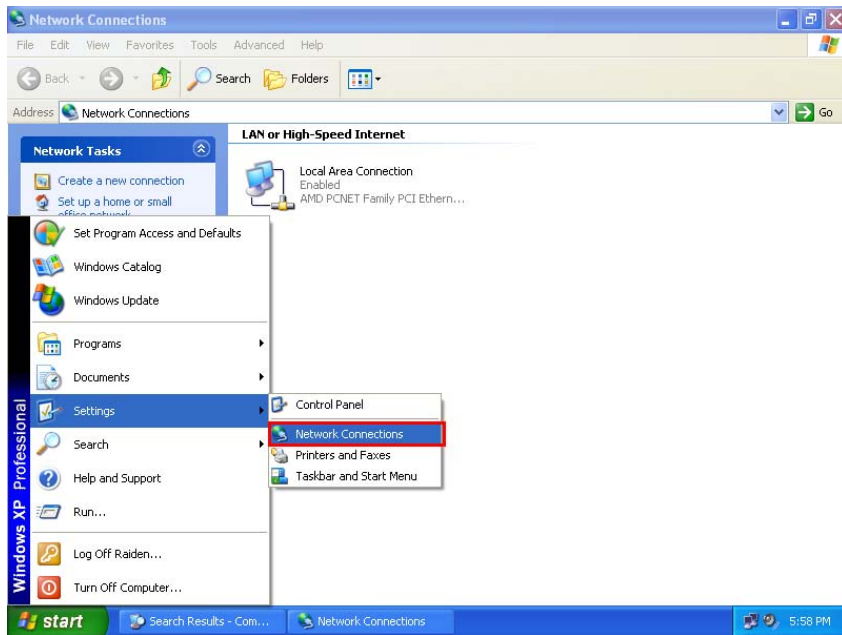 Network Connections
File Edit View Favorites Tools Advanced Help
Back Search Folders
Address Network Connections Go
Network Tasks
Create a new connection
Set up a home or small
office network
LAN or High-Speed Internet
Local Area Connection
Enabled
AMD PCNET Family PCI Ethern...
Set Program Access and Defaults
Windows Catalog
Windows Update
Programs
Documents
Settings
Search
Help and Support
Run...
Log Off Raiden...
Turn Off Computer...
Windows XP Professional
Control Panel
Network Connections
Printers and Faxes
Taskbar and Start Menu
start Search Results - Com... Network Connections 5:58 PM